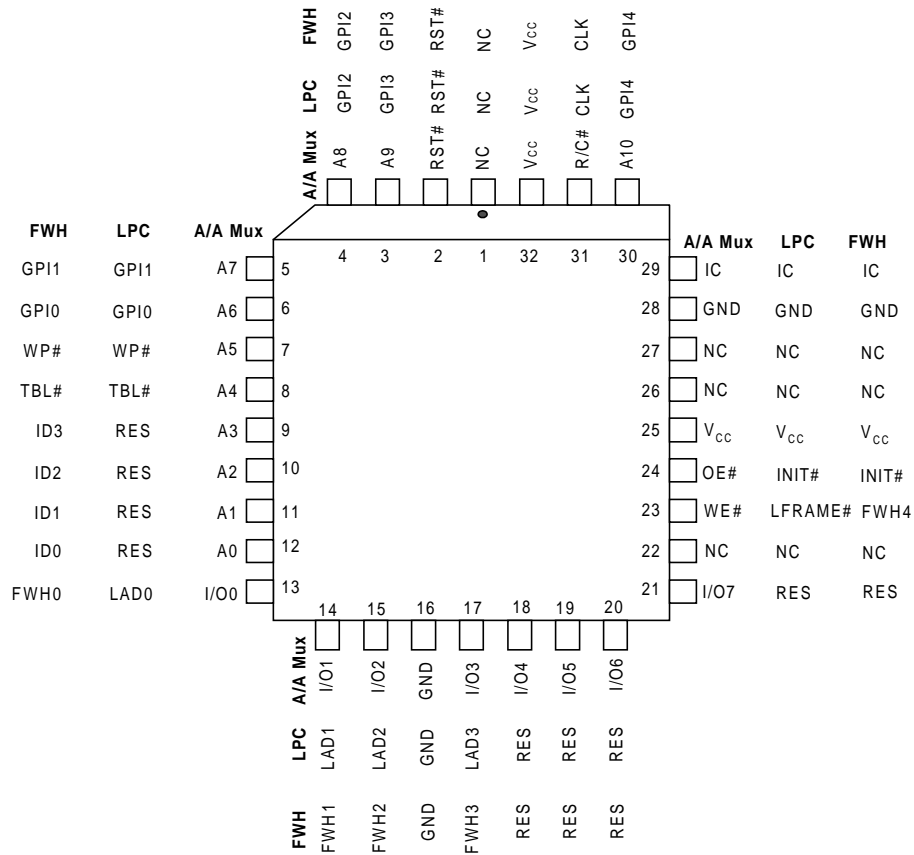 FWH GPI2 GPI3 RST# NC Vcc CLK GPI4
LPC GPI2 GPI3 RST# NC Vcc CLK GPI4
A/A Mux A8 A9 RST# NC Vcc R/C# A10
4 3 2 1 32 31 30
FWH LPC A/A Mux
GPI1 GPI1 A7 5
GPI0 GPI0 A6 6
WP# WP# A5 7
TBL# TBL# A4 8
ID3 RES A3 9
ID2 RES A2 10
ID1 RES A1 11
ID0 RES A0 12
FWH0 LAD0 I/O0 13
A/A Mux LPC FWH
29 IC IC IC
28 GND GND GND
27 NC NC NC
26 NC NC NC
25 VCC VCC VCC
24 OE# INIT# INIT#
23 WE# LFRAME# FWH4
22 NC NC NC
21 I/O7 RES RES
14 15 16 17 18 19 20
A/A Mux I/O1 I/O2 GND I/O3 I/O4 I/O5 I/O6
LPC LAD1 LAD2 GND LAD3 RES RES RES
FWH FWH1 FWH2 GND FWH3 RES RES RES